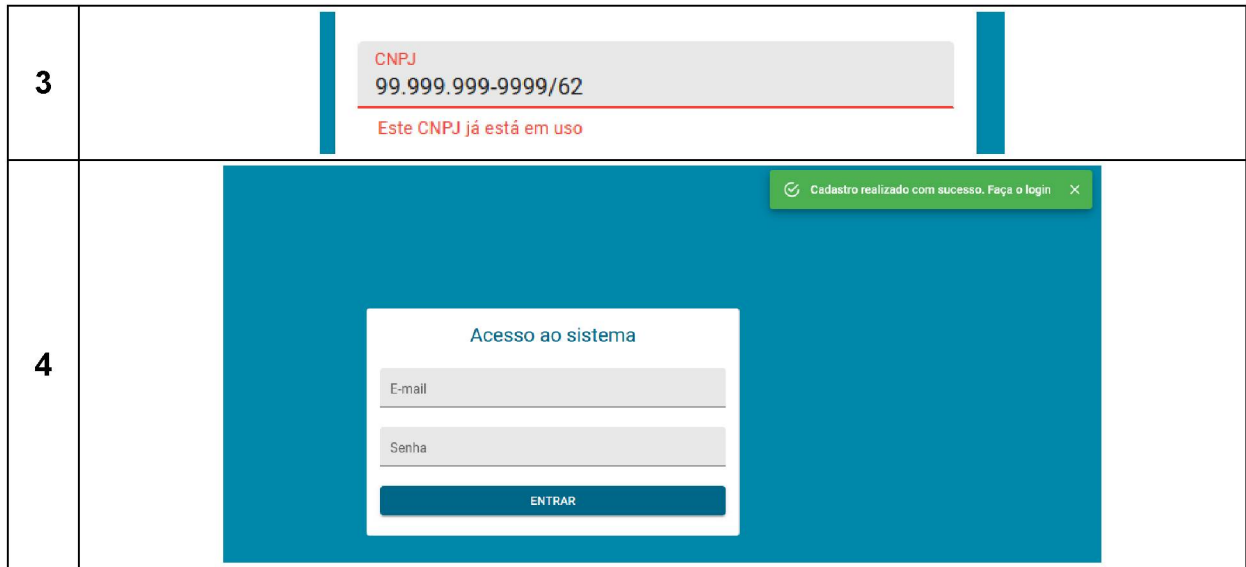 3
CNPJ
99.999.999-9999/62
Este CNPJ já está em uso
4
Cadastro realizado com sucesso. Faça o login
Acesso ao sistema
E-mail
Senha
ENTRAR